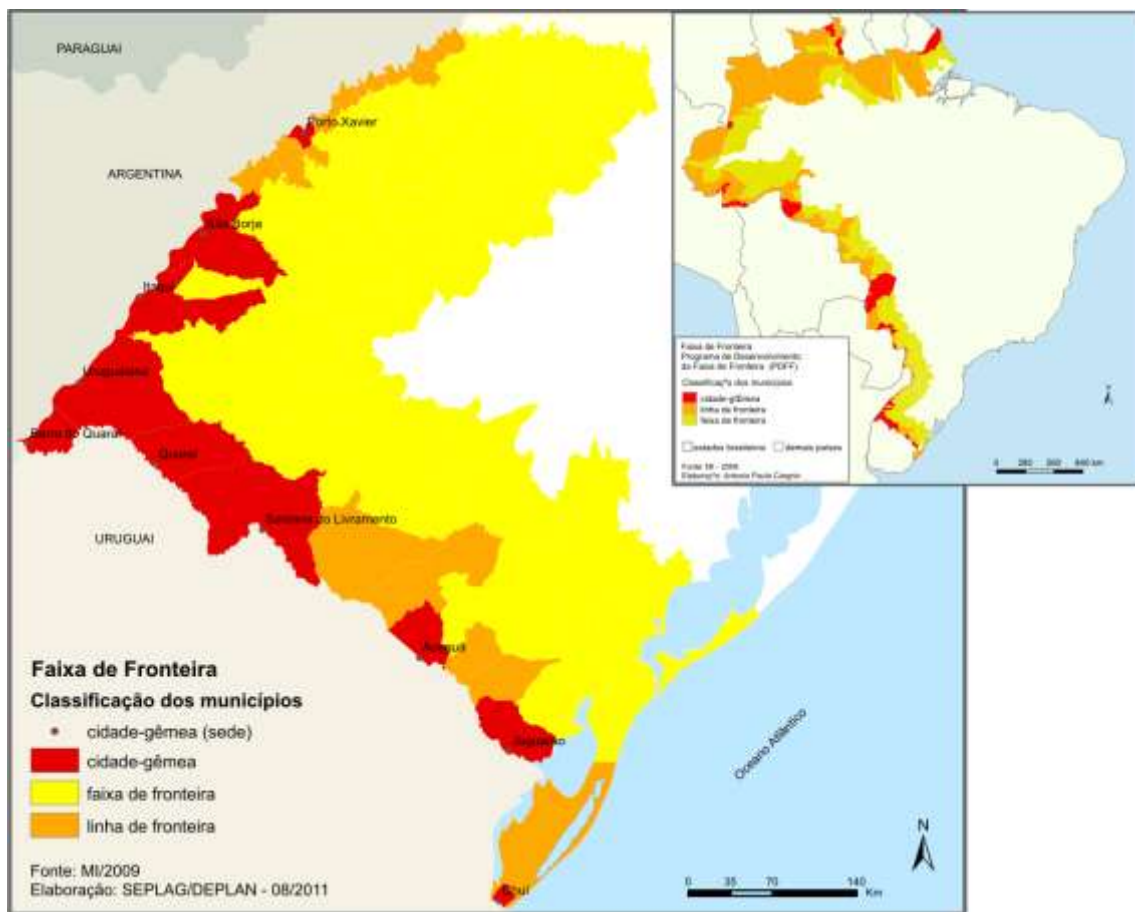 PARAGUAI
ARGENTINA
URUGUAI
Porto Xavier
São Borja
Itaqui
Uruguaiana
Barra do Quaraí
Quaraí
Santana do Livramento
Aceguá
Jaguarão
Chuí
Oceano Atlântico
Faixa de Fronteira
Classificação dos municípios
cidade-gêmea (sede)
cidade-gêmea
faixa de fronteira
linha de fronteira
Fonte: MI/2009
Elaboração: SEPLAG/DEPLAN - 08/2011
N
0 35 70 140
Km
Faixa de Fronteira
Programa de Desenvolvimento
da Faixa de Fronteira (PDFF)
Classificação dos municípios
cidade-gêmea
linha de fronteira
faixa de fronteira
estados brasileiros
demais países